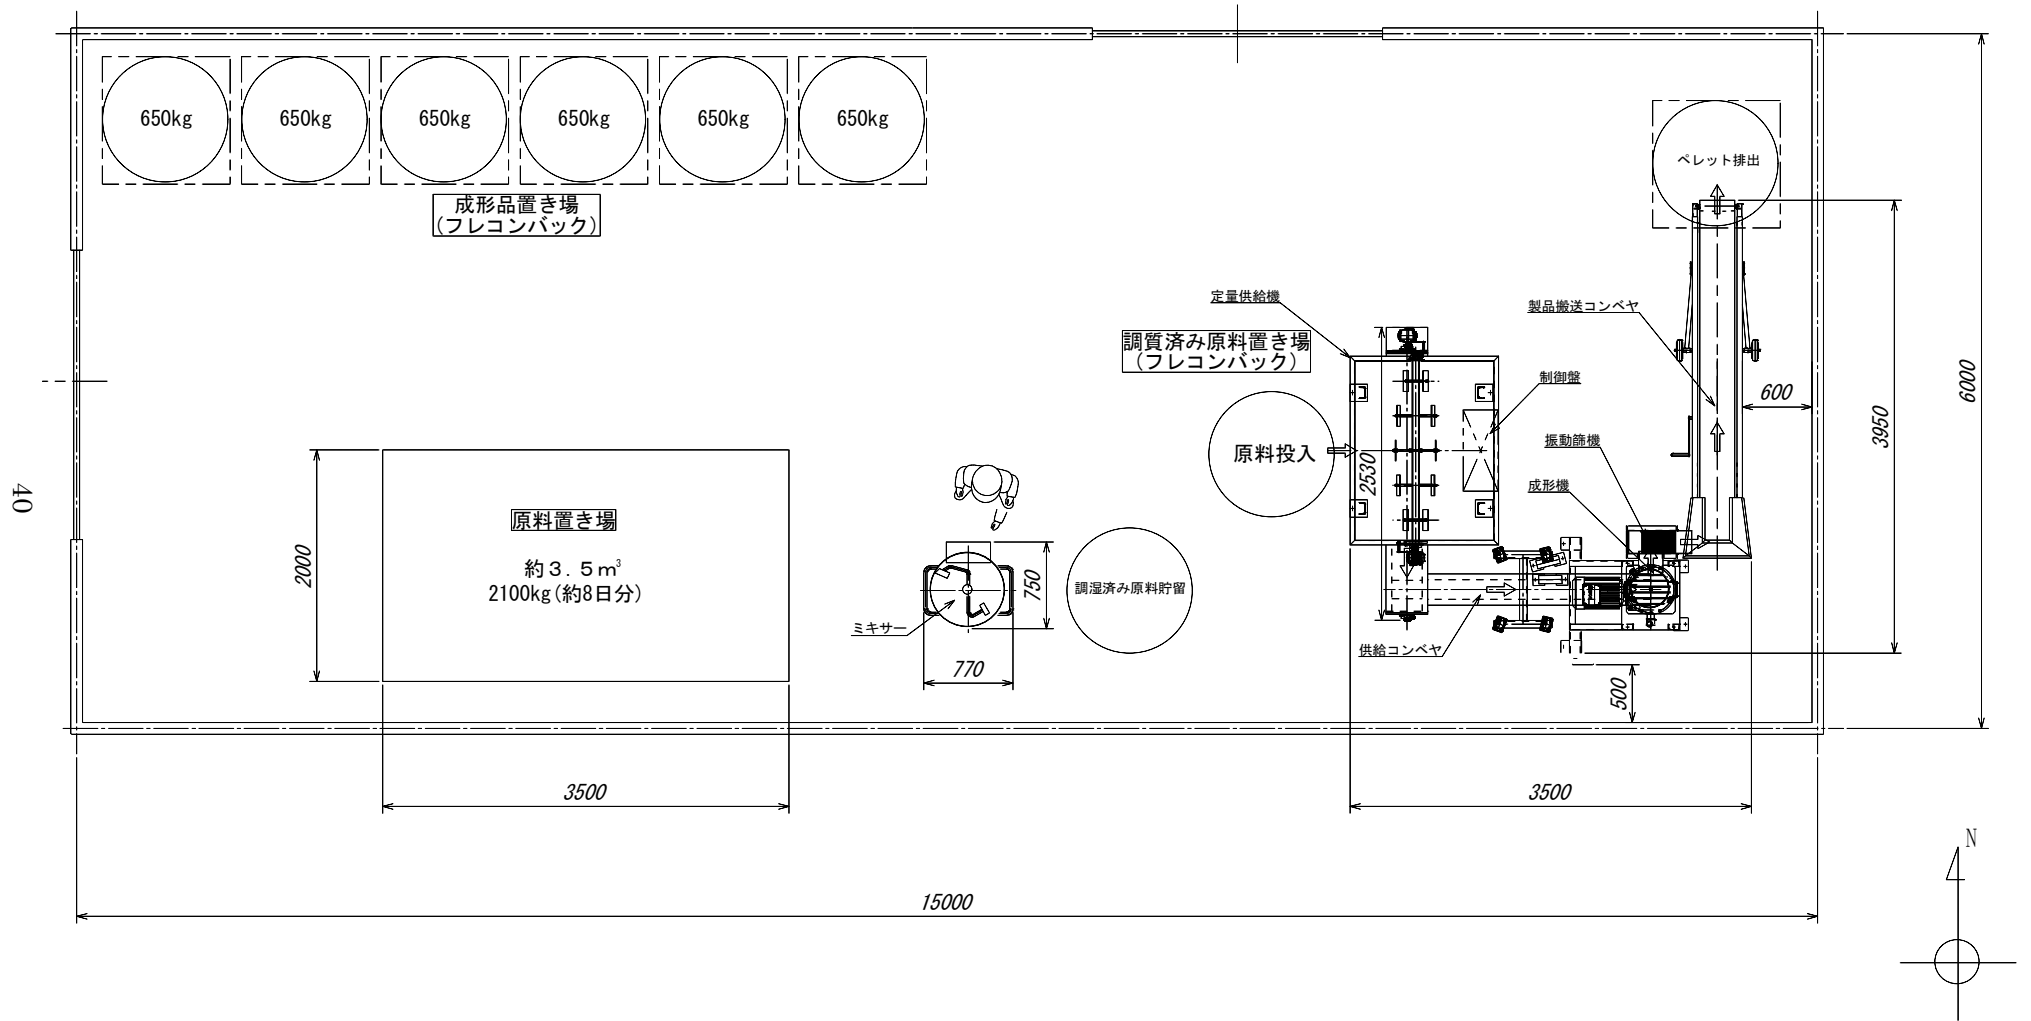 650kg
650kg
650kg
650kg
650kg
650kg
成形品置き場
(フレコンバック)
ペレット排出
定量供給機
調質済み原料置き場
(フレコンバック)
製品搬送コンベヤ
制御盤
600
6000
3950
振動篩機
原料投入
2530
成形機
40
原料置き場
約3.5㎥
2100kg(約8日分)
2000
750
調湿済み原料貯留
ミキサー
770
供給コンベヤ
500
3500
3500
15000
N